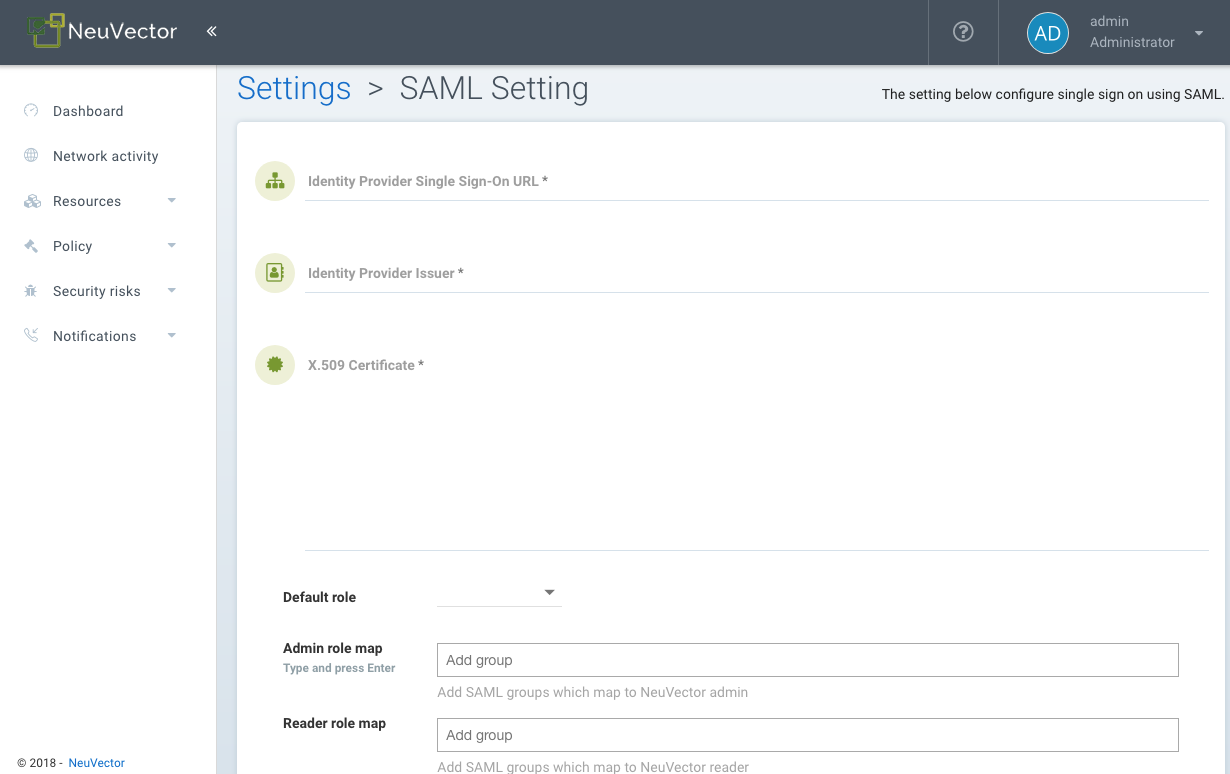 NeuVector «
?
AD
admin
Administrator
Dashboard
Network activity
Resources
Policy
Security risks
Notifications
© 2018 - NeuVector
Settings > SAML Setting
The setting below configure single sign on using SAML.
Identity Provider Single Sign-On URL *
Identity Provider Issuer *
X.509 Certificate *
Default role
Admin role map
Type and press Enter
Add group
Add SAML groups which map to NeuVector admin
Reader role map
Add group
Add SAML groups which map to NeuVector reader